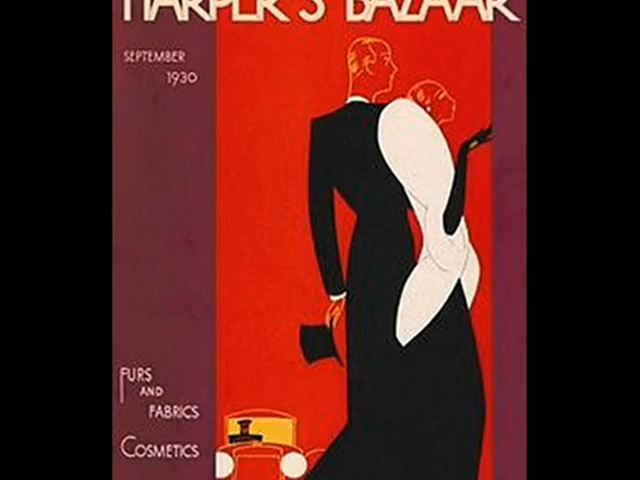 HARPER'S BAZAAR
SEPTEMBER
1930
FURS
AND
FABRICS
COSMETICS